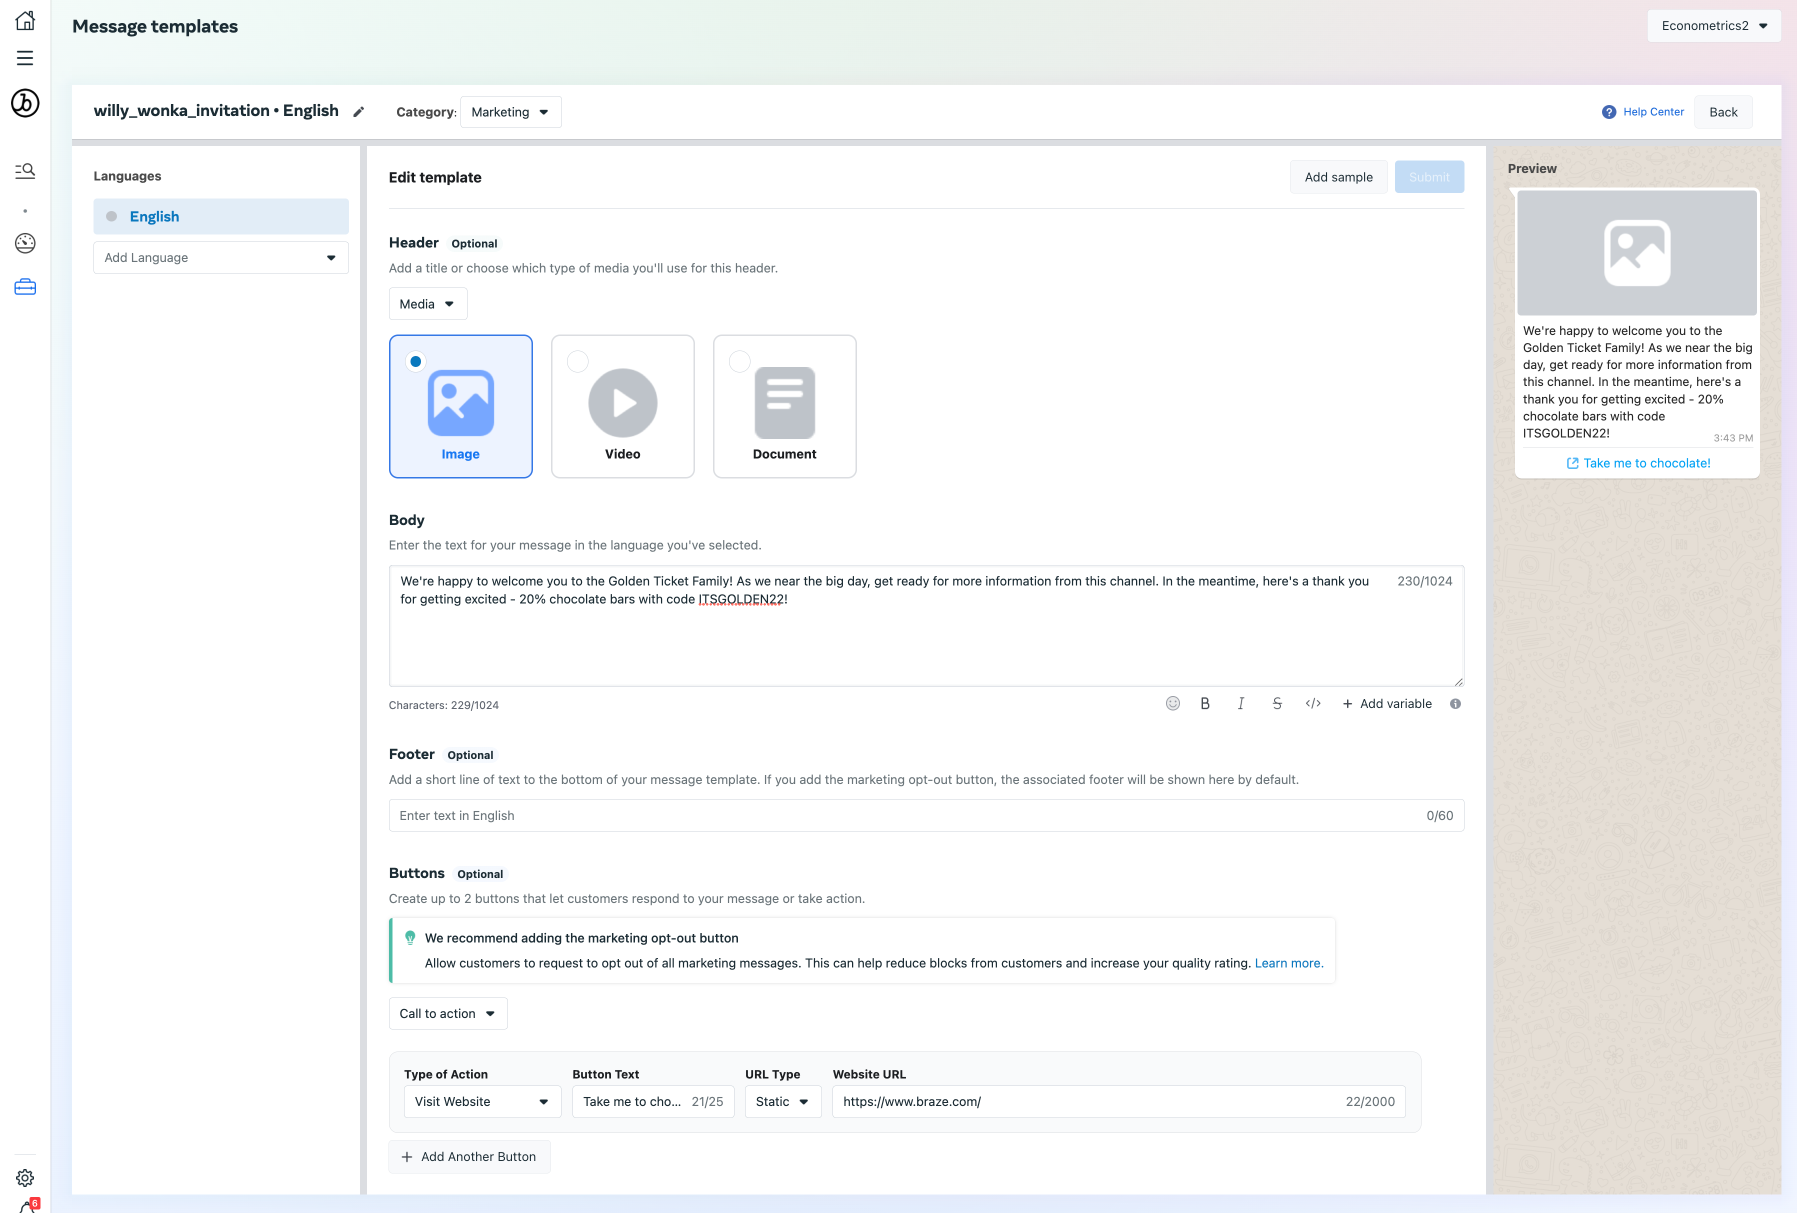 Message templates
Econometrics2
willy_wonka_invitation • English
Category:
Marketing
Help Center
Back
Languages
English
Add Language
Edit template
Add sample
Submit
Header Optional
Add a title or choose which type of media you'll use for this header.
Media
Image
Video
Document
Body
Enter the text for your message in the language you've selected.
We're happy to welcome you to the Golden Ticket Family! As we near the big day, get ready for more information from this channel. In the meantime, here's a thank you
230/1024
for getting excited - 20% chocolate bars with code ITSGOLDEN22!
Characters: 229/1024
B I S </> + Add variable
Footer Optional
Add a short line of text to the bottom of your message template. If you add the marketing opt-out button, the associated footer will be shown here by default.
Enter text in English
0/60
Buttons Optional
Create up to 2 buttons that let customers respond to your message or take action.
We recommend adding the marketing opt-out button
Allow customers to request to opt out of all marketing messages. This can help reduce blocks from customers and increase your quality rating. Learn more.
Call to action
Type of Action
Button Text
URL Type
Website URL
Visit Website
Take me to cho... 21/25
Static
https://www.braze.com/
22/2000
+ Add Another Button
Preview
We're happy to welcome you to the
Golden Ticket Family! As we near the big
day, get ready for more information from
this channel. In the meantime, here's a
thank you for getting excited - 20%
chocolate bars with code
ITSGOLDEN22!
3:43 PM
Take me to chocolate!
b
6